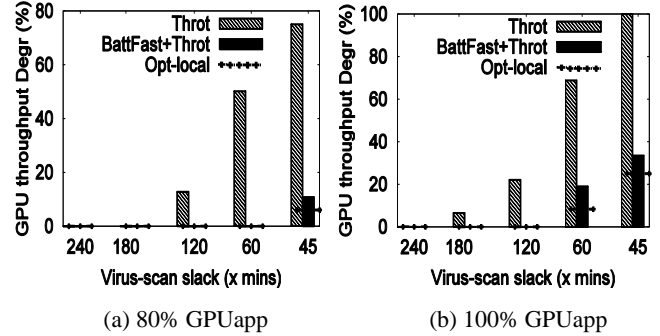 GPU throughput Degr (%)
80
60
40
20
0
Throt
BattFast+Throt
Opt-local
240 180 120 60 45
Virus-scan slack (x mins)
(a) 80% GPUapp
GPU throughput Degr (%)
100
80
60
40
20
0
Throt
BattFast+Throt
Opt-local
240 180 120 60 45
Virus-scan slack (x mins)
(b) 100% GPUapp